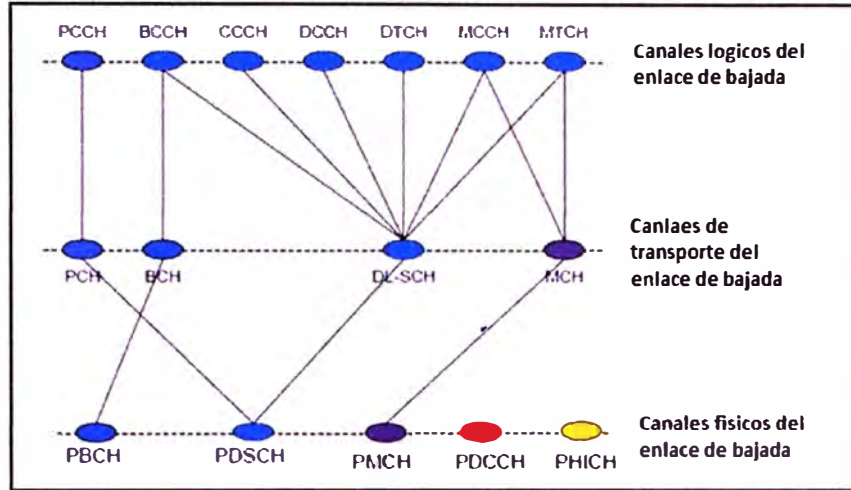 PCCH BCCH CCCH DCCH DTCH MCCH MTCH
Canales logicos del
enlace de bajada
PCH BCH DL-SCH MCH
Canlaes de
transporte del
enlace de bajada
PBCH PDSCH PMCH PDCCH PHICH
Canales fisicos del
enlace de bajada